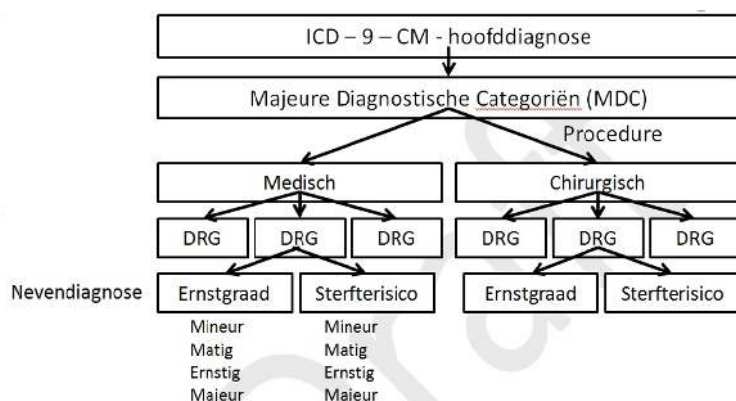 ICD – 9 – CM - hoofddiagnose
Majeure Diagnostische Categoriën (MDC)
Procedure
Medisch Chirurgisch
DRG DRG DRG DRG DRG DRG
Nevendiagnose Ernstgraad Sterfterisico Ernstgraad Sterfterisico
Mineur Mineur
Matig Matig
Ernstig Ernstig
Majeur Majeur
Draft